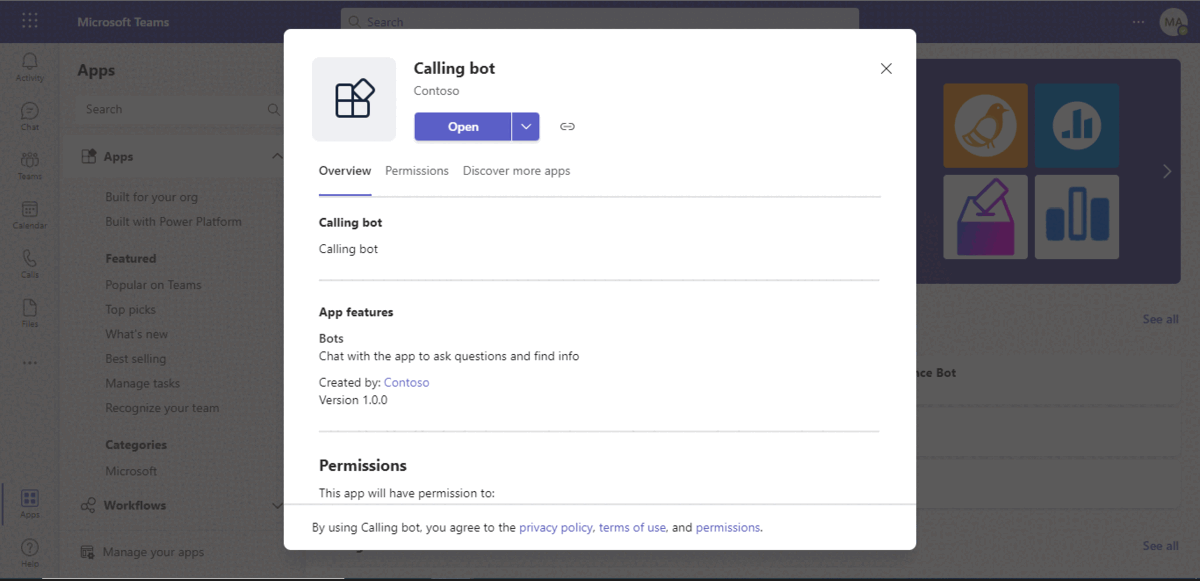 Microsoft Teams
Search
MA
Activity
Chat
Teams
Calendar
Calls
Files
Apps
Help
Apps
Search
Apps
Built for your org
Built with Power Platform
Featured
Popular on Teams
Top picks
What's new
Best selling
Manage tasks
Recognize your team
Categories
Microsoft
Workflows
Manage your apps
Calling bot
Contoso
Open
Overview Permissions Discover more apps
Calling bot
Calling bot
App features
Bots
Chat with the app to ask questions and find info
Created by: Contoso
Version 1.0.0
Permissions
This app will have permission to:
By using Calling bot, you agree to the privacy policy, terms of use, and permissions.
See all
Bot
See all